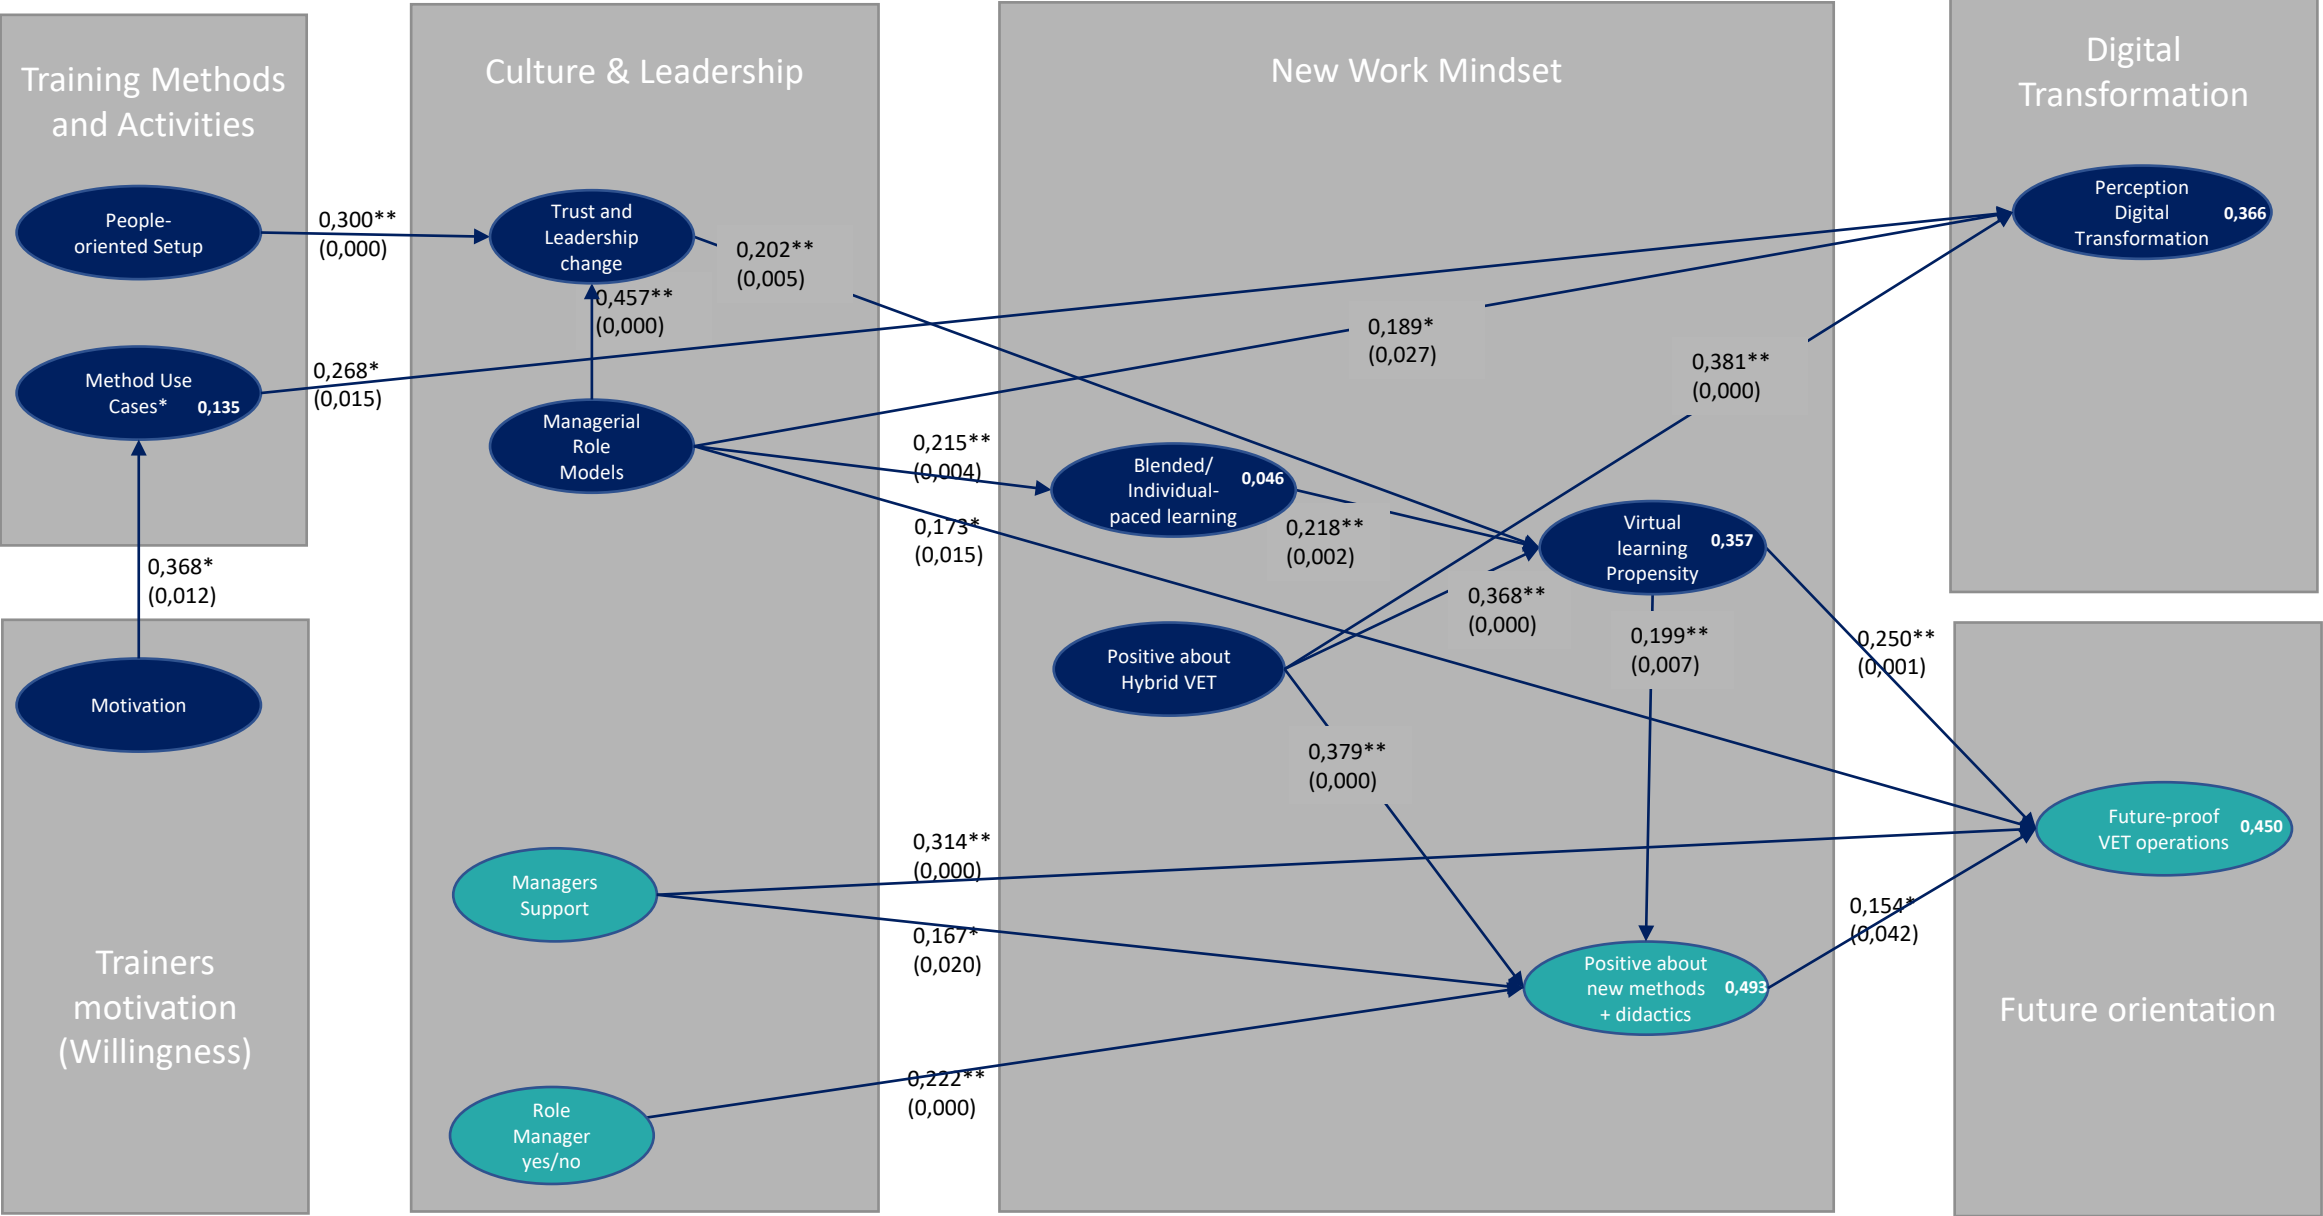 Training Methods
and Activities
People-
oriented Setup
Method Use
Cases*
0,135
0,300**
(0,000)
0,268*
(0,015)
0,368*
(0,012)
Motivation
Trainers
motivation
(Willingness)
Culture & Leadership
Trust and
Leadership
change
0,457**
(0,000)
Managerial
Role
Models
0,202**
(0,005)
0,215**
(0,004)
0,173*
(0,015)
Managers
Support
0,314**
(0,000)
0,167*
(0,020)
Role
Manager
yes/no
0,222**
(0,000)
New Work Mindset
0,189*
(0,027)
0,381**
(0,000)
Blended/
Individual-
paced learning
0,046
0,218**
(0,002)
Virtual
learning
Propensity
0,357
Positive about
Hybrid VET
0,368**
(0,000)
0,199**
(0,007)
0,379**
(0,000)
Positive about
new methods
+ didactics
0,493
0,250**
(0,001)
0,154*
(0,042)
Digital
Transformation
Perception
Digital
Transformation
0,366
Future-proof
VET operations
0,450
Future orientation